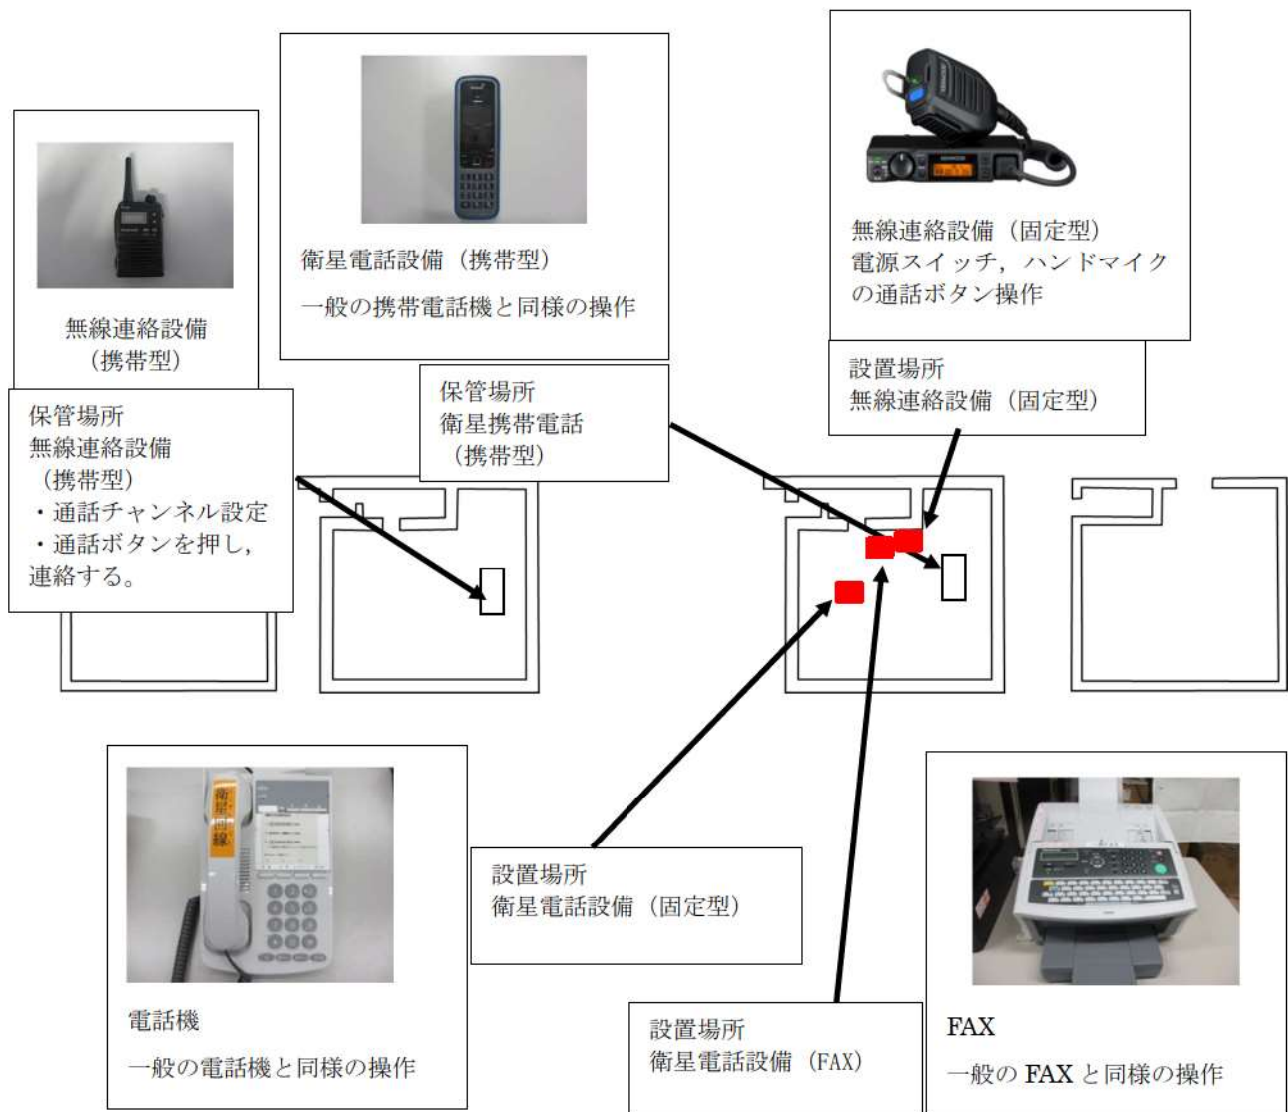 無線連絡設備
（携帯型）
衛星電話設備（携帯型）
一般の携帯電話機と同様の操作
KENWOOD
無線連絡設備（固定型）
電源スイッチ，ハンドマイク
の通話ボタン操作
保管場所
無線連絡設備
（携帯型）
・通話チャンネル設定
・通話ボタンを押し，
連絡する。
保管場所
衛星携帯電話
（携帯型）
設置場所
無線連絡設備（固定型）
衛星回線
電話機
一般の電話機と同様の操作
設置場所
衛星電話設備（固定型）
設置場所
衛星電話設備（FAX）
FAX
一般の FAX と同様の操作